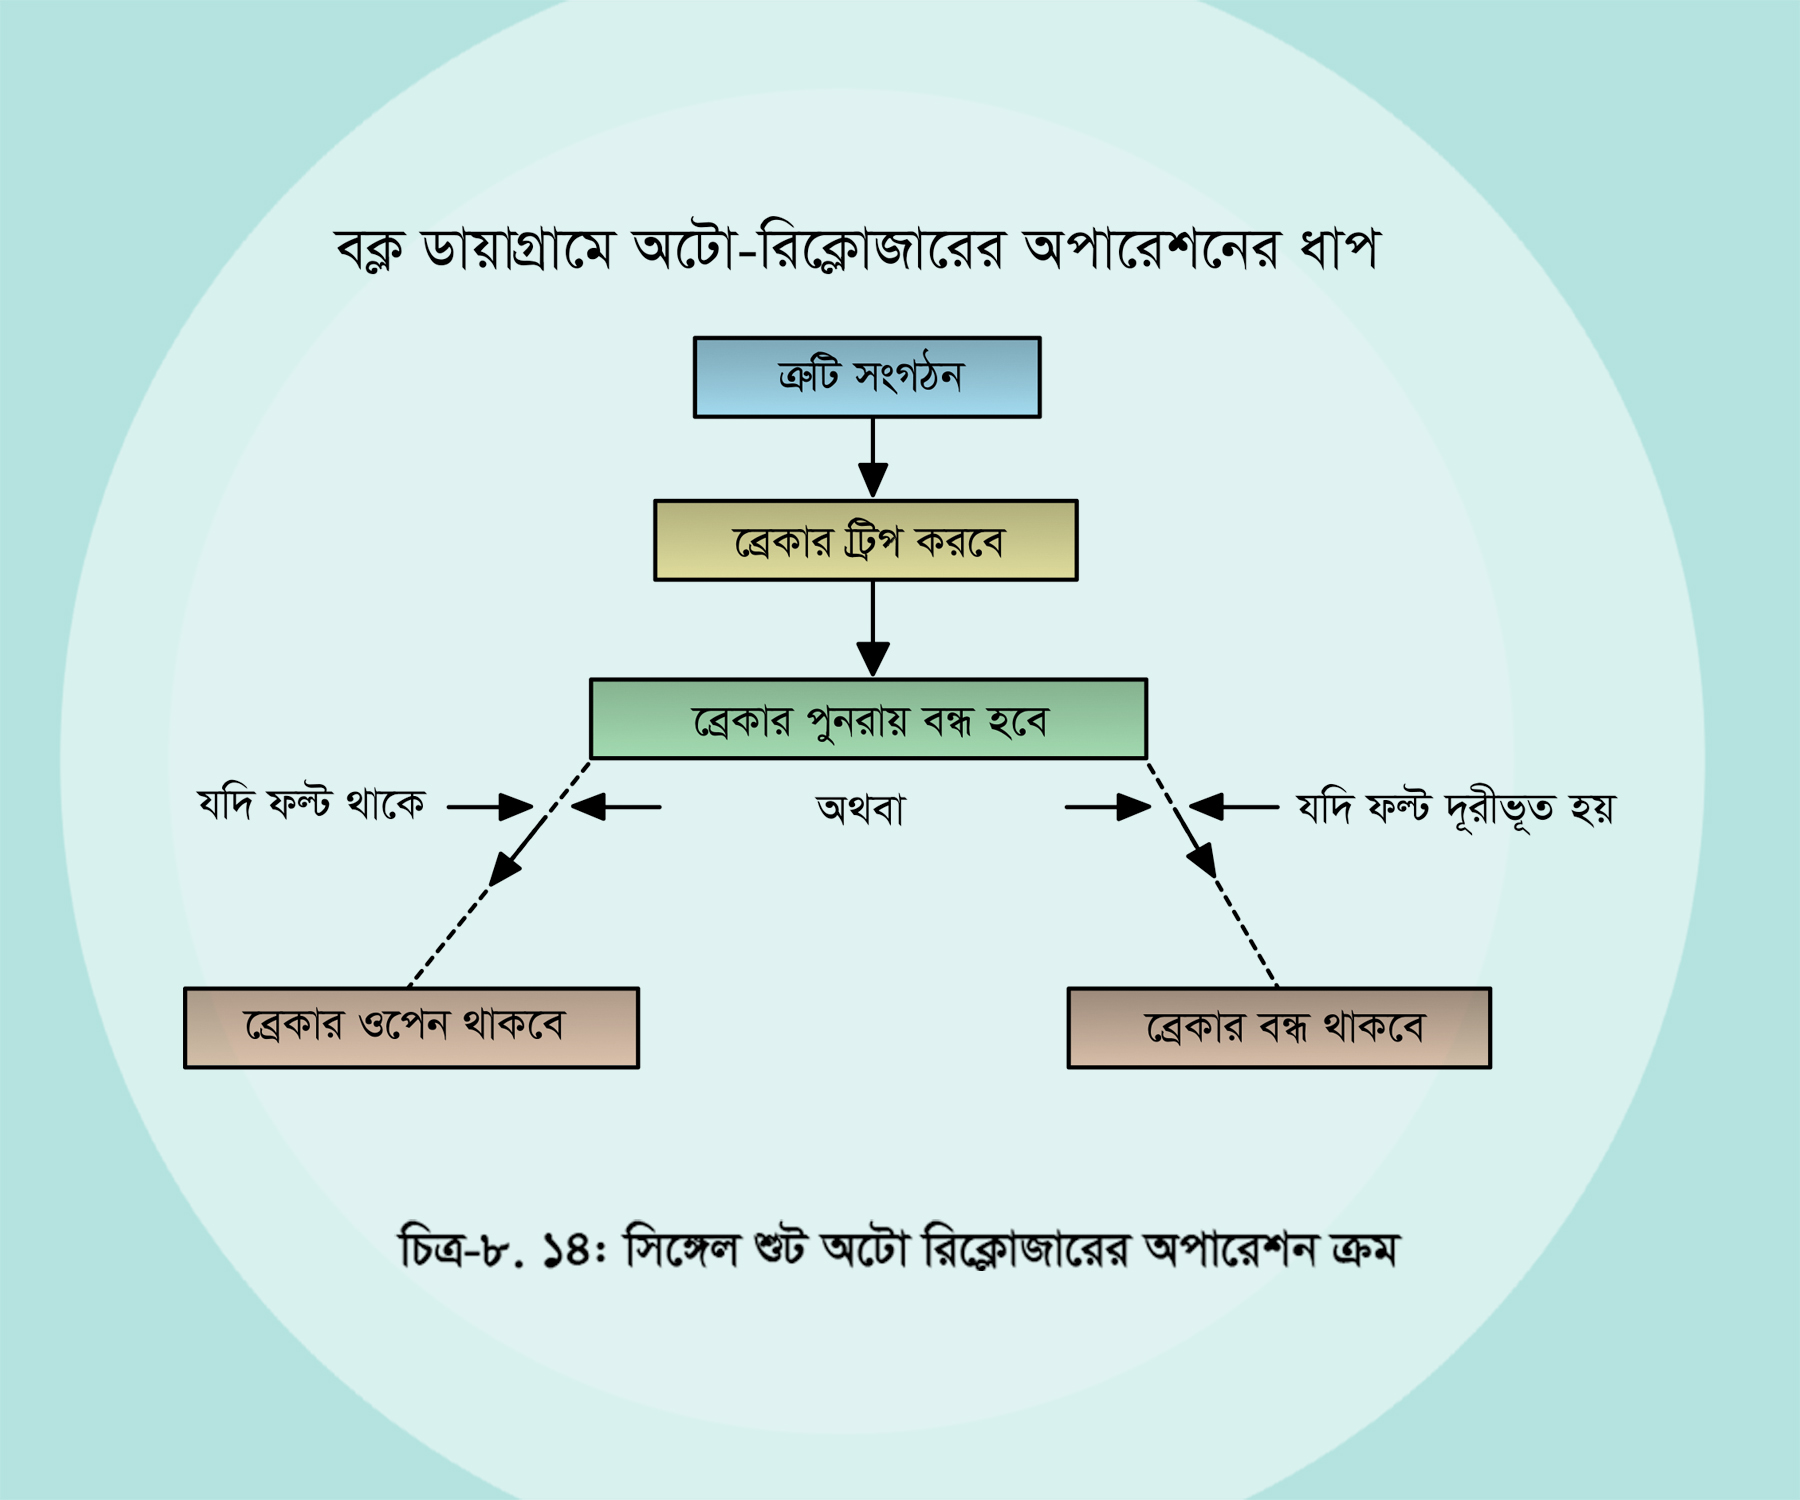 বক্ল ডায়াগ্রামে অটো-রিক্লোজারের অপারেশনের ধাপ
ত্রুটি সংগঠন
ব্রেকার ট্রিপ করবে
ব্রেকার পুনরায় বন্ধ হবে
যদি ফল্ট থাকে
অথবা
যদি ফল্ট দূরীভূত হয়
ব্রেকার ওপেন থাকবে
ব্রেকার বন্ধ থাকবে
চিত্র-৮. ১৪: সিঙ্গেল শুট অটো রিক্লোজারের অপারেশন ক্রম